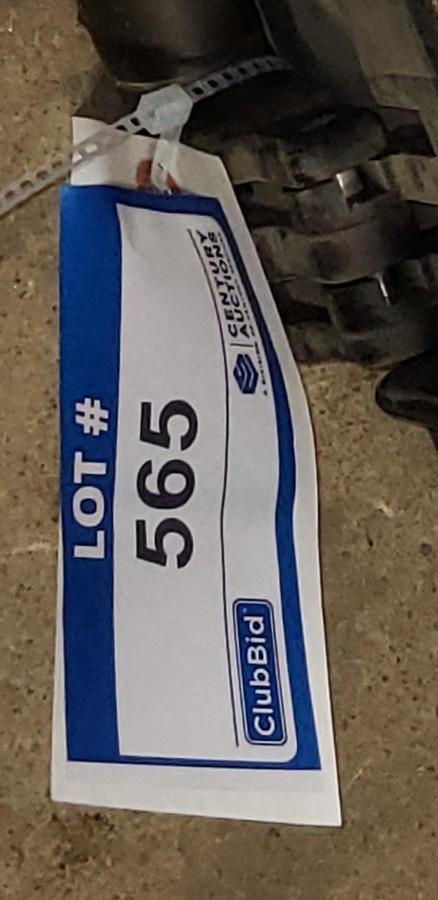 LOT #
565
ClubBid
CENTURY
AUCTIONS